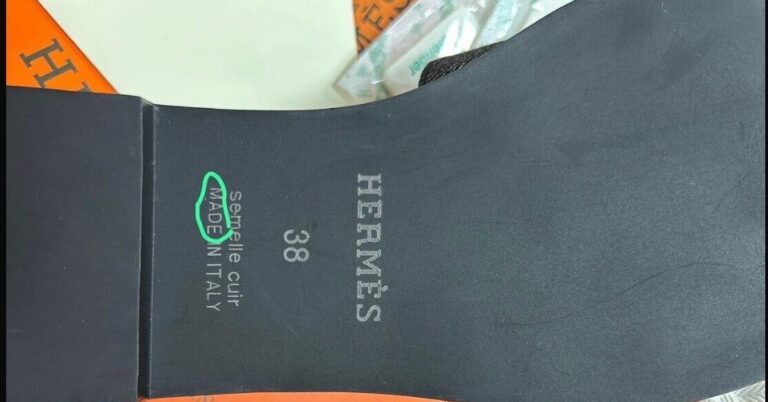 HERMÈS
38
semelle cuir
MADE IN ITALY